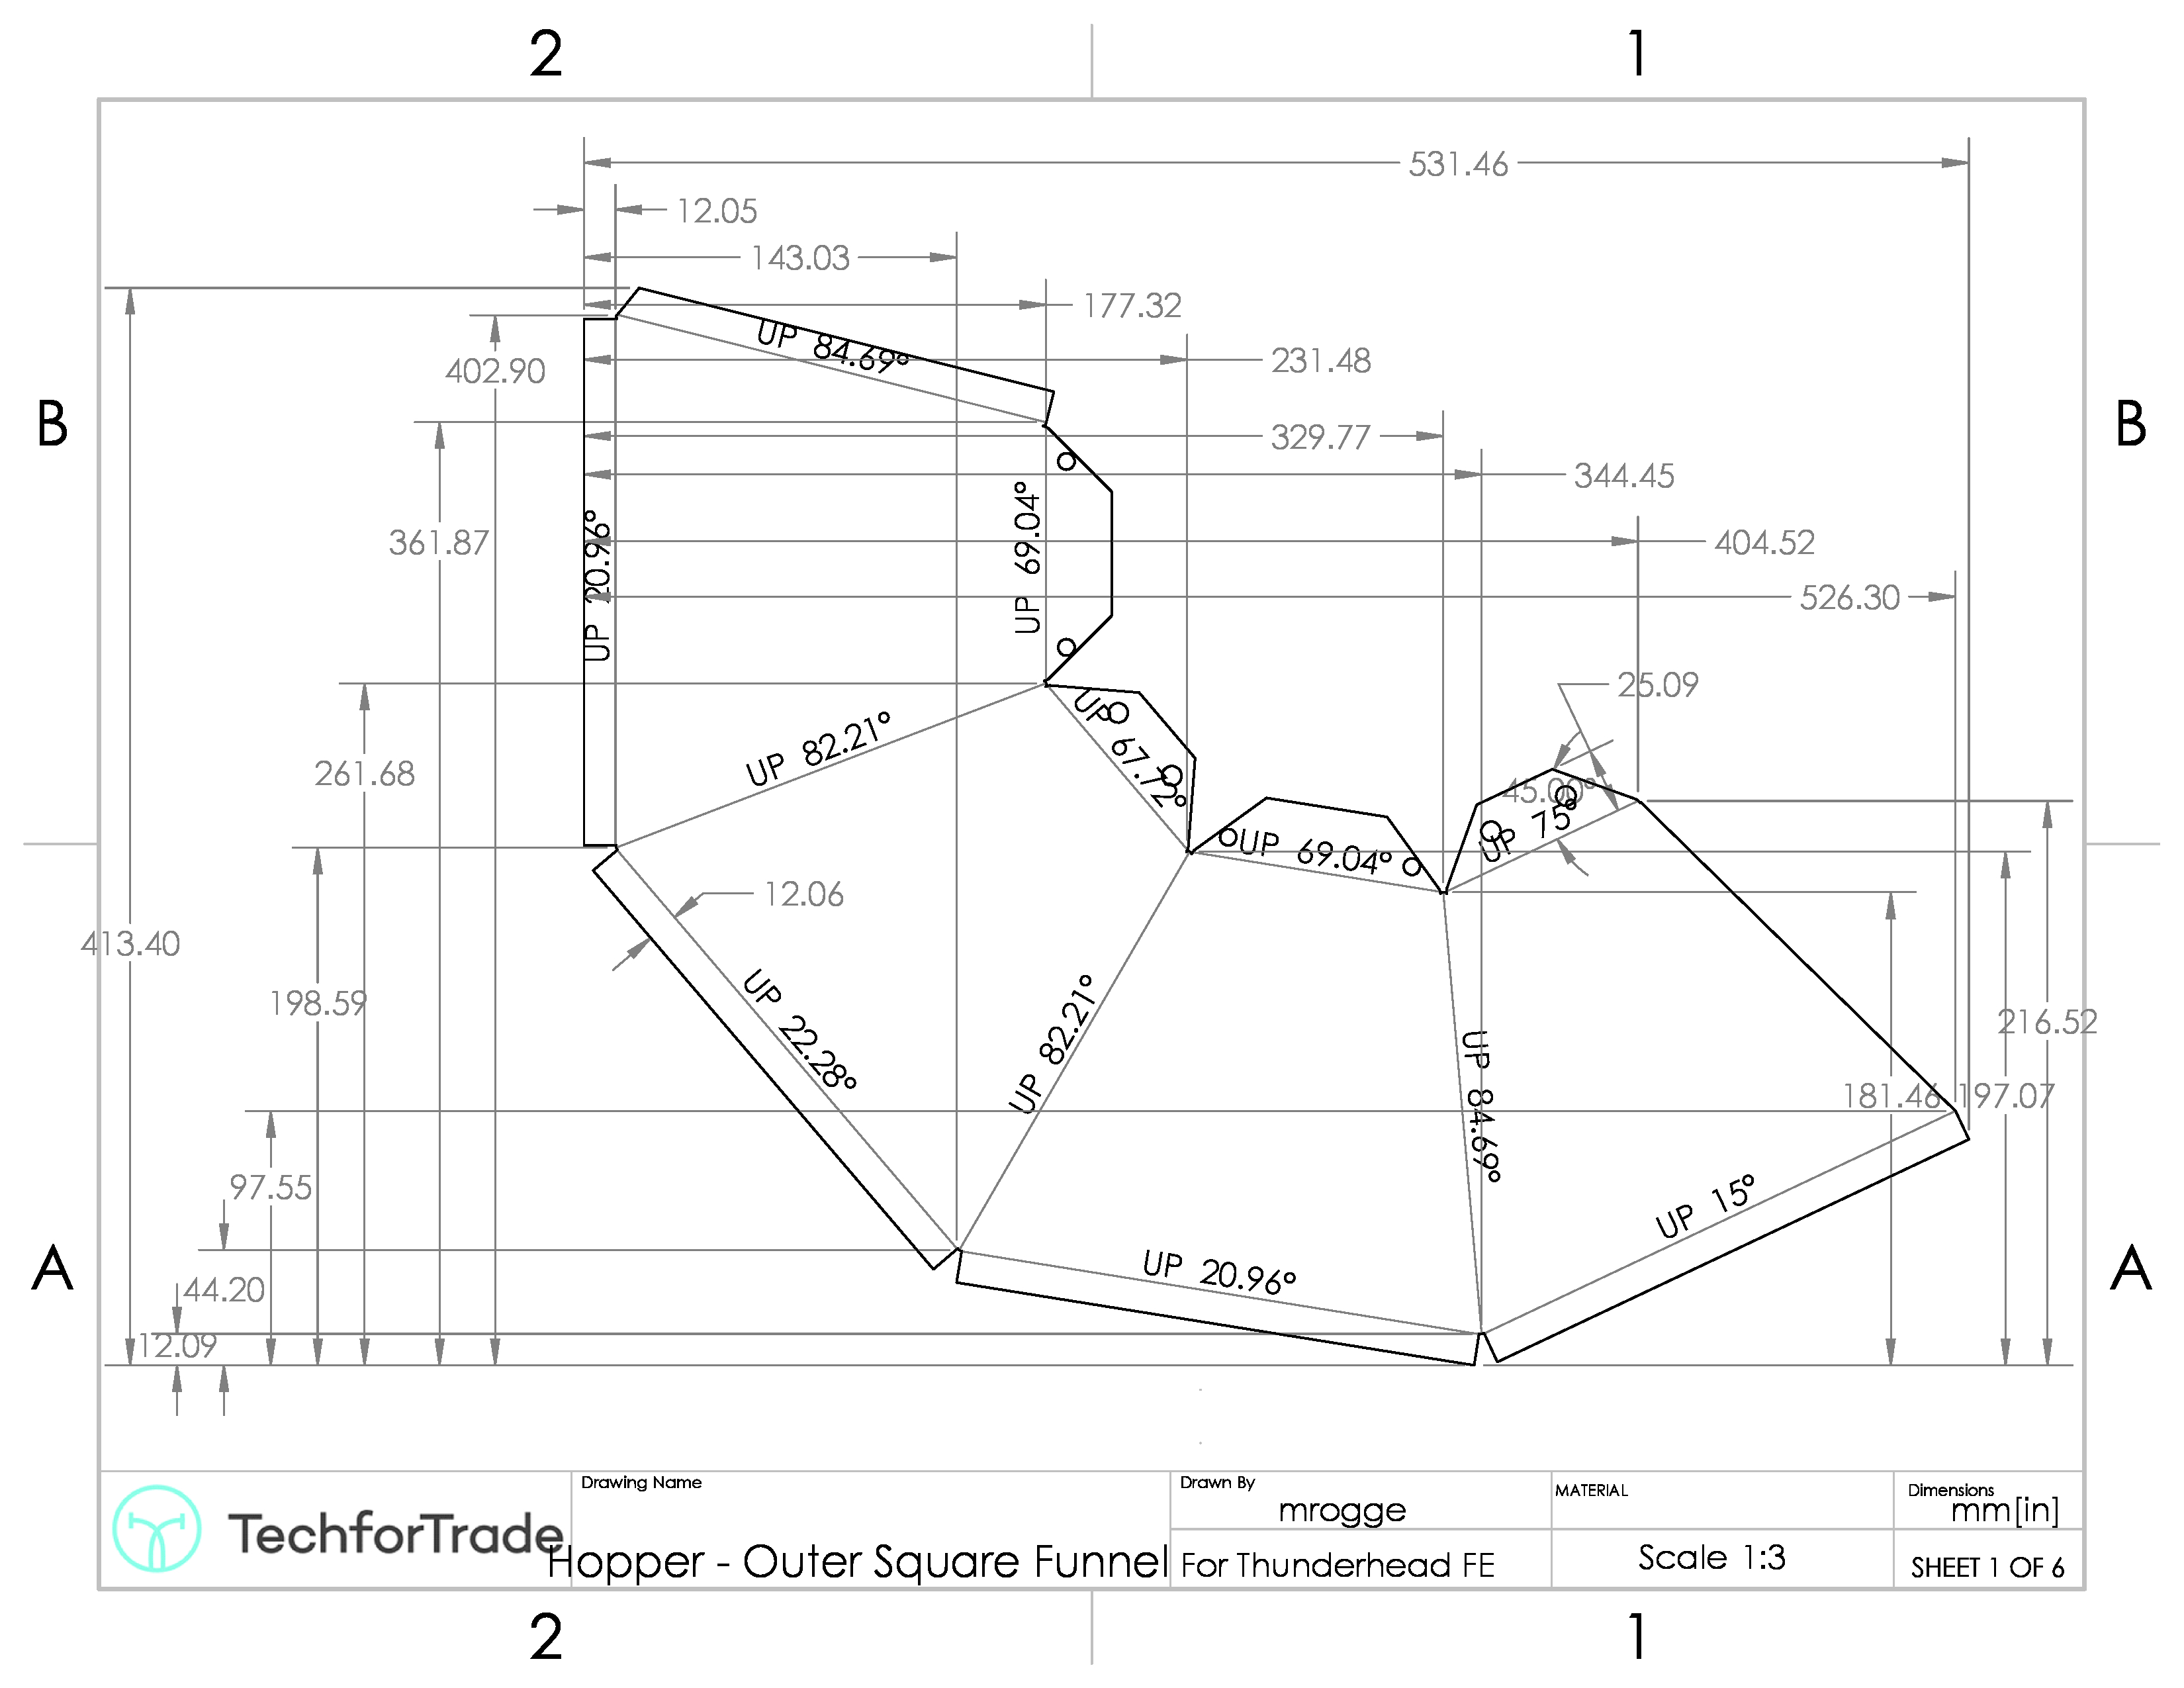 2
1
531.46
12.05
143.03
177.32
UP 84.69°
231.48
402.90
B
B
329.77
344.45
361.87
404.52
UP 20.96°
UP 69.04°
526.30
25.09
UP 82.21°
UP 67.72°
261.68
45.00°
UP 75°
UP 69.04°
12.06
413.40
198.59
UP 22.28°
UP 82.21°
216.52
UP 84.69°
181.46
197.07
97.55
UP 15°
A
A
UP 20.96°
44.20
12.09
Drawing Name
Drawn By
MATERIAL
Dimensions
mrogge
mm[in]
TechforTrade
Hopper - Outer Square Funnel
For Thunderhead FE
Scale 1:3
SHEET 1 OF 6
2
1